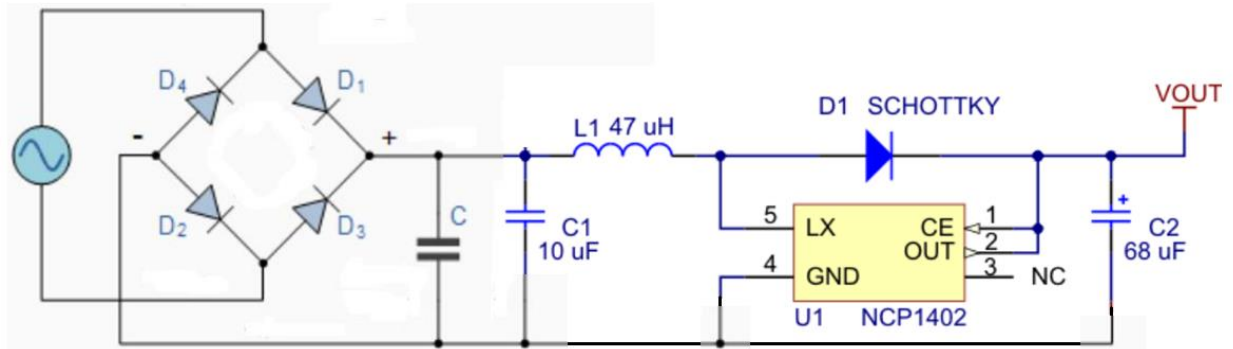 D4
D1
-
+
D2
D3
C
C1
10 uF
L1 47 uH
D1 SCHOTTKY
VOUT
5
LX
CE
1
OUT
2
4
GND
3
NC
U1
NCP1402
+
C2
68 uF